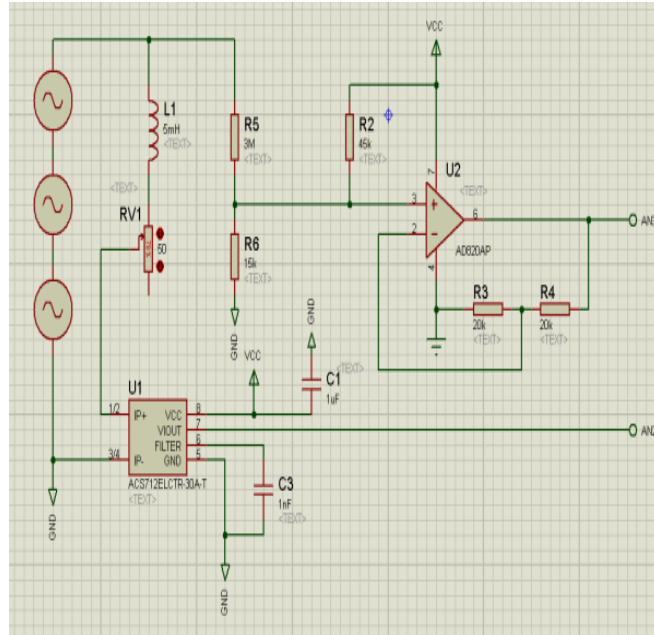 VCC
L1
5mH
<TEXT>
R5
3M
<TEXT>
R2
45k
<TEXT>
U2
<TEXT>
7
3
2
6
4
AD820AP
<TEXT>
RV1
50
<TEXT>
R6
15k
<TEXT>
GND
R3
20k
<TEXT>
R4
20k
<TEXT>
GND
VCC
C1
1uF
<TEXT>
U1
1/2
IP+
VCC
8
VIOUT
7
FILTER
6
3/4
IP-
GND
5
ACS712ELCTR-30A-T
<TEXT>
C3
1nF
<TEXT>
GND
GND